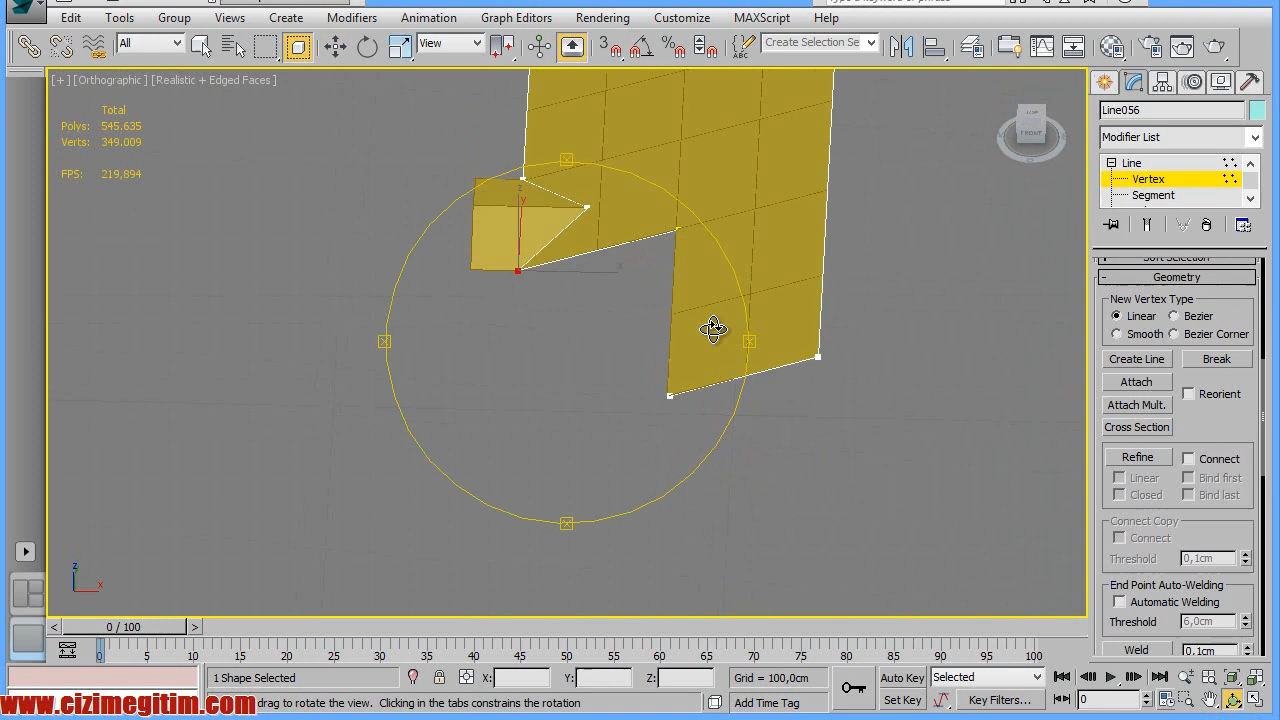 Edit Tools Group Views Create Modifiers Animation Graph Editors Rendering Customize MAXScript Help
All View 3 Create Selection Se
[+] [Orthographic] [Realistic + Edged Faces]
Total
Polys: 545.635
Verts: 349.009
FPS: 219,894
FRONT
z
y
x
z
x
Line056
Modifier List
Line
Vertex
Segment
Geometry
New Vertex Type
Linear Bezier
Smooth Bezier Corner
Create Line Break
Attach
Reorient
Attach Mult.
Cross Section
Refine Connect
Linear Bind first
Closed Bind last
Connect Copy
Connect
Threshold 0,1cm
End Point Auto-Welding
Automatic Welding
Threshold 6,0cm
Weld 0,1cm
< 0 / 100 >
0 5 10 15 20 25 30 35 40 45 50 55 60 65 70 75 80 85 90 95 100
1 Shape Selected X: Y: Z: Grid = 100,0cm Auto Key Selected
drag to rotate the view. Clicking in the tabs constrains the rotation Add Time Tag Set Key Key Filters... 0
www.cizimegitim.com